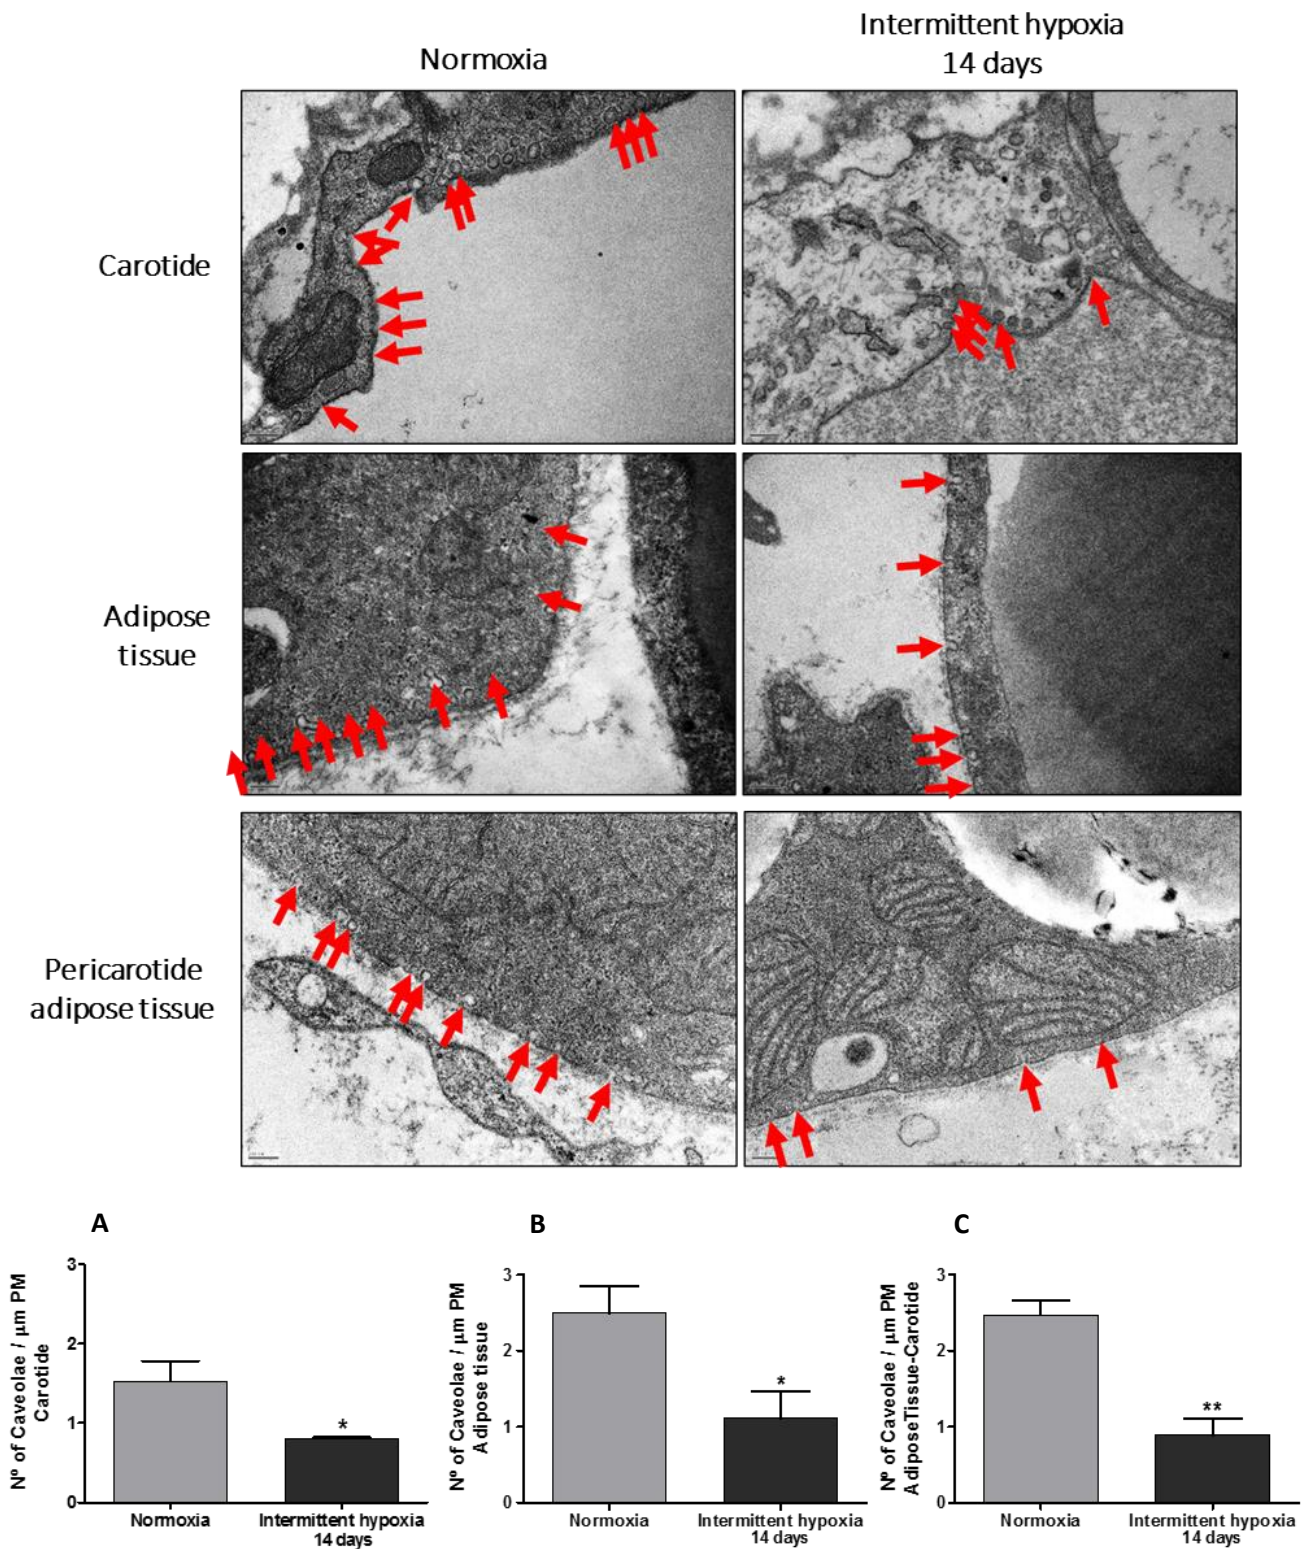 Normoxia
Intermittent hypoxia
14 days
Carotide
Adipose
tissue
Pericarotide
adipose tissue
A
B
C
Nº of Caveolae / µm PM
Carotide
3
2
1
0
Normoxia
Intermittent hypoxia
14 days
*
Nº of Caveolae / µm PM
Adipose tissue
3
2
1
0
Normoxia
Intermittent hypoxia
14 days
*
Nº of Caveolae / µm PM
AdiposeTissue-Carotide
3
2
1
0
Normoxia
Intermittent hypoxia
14 days
**